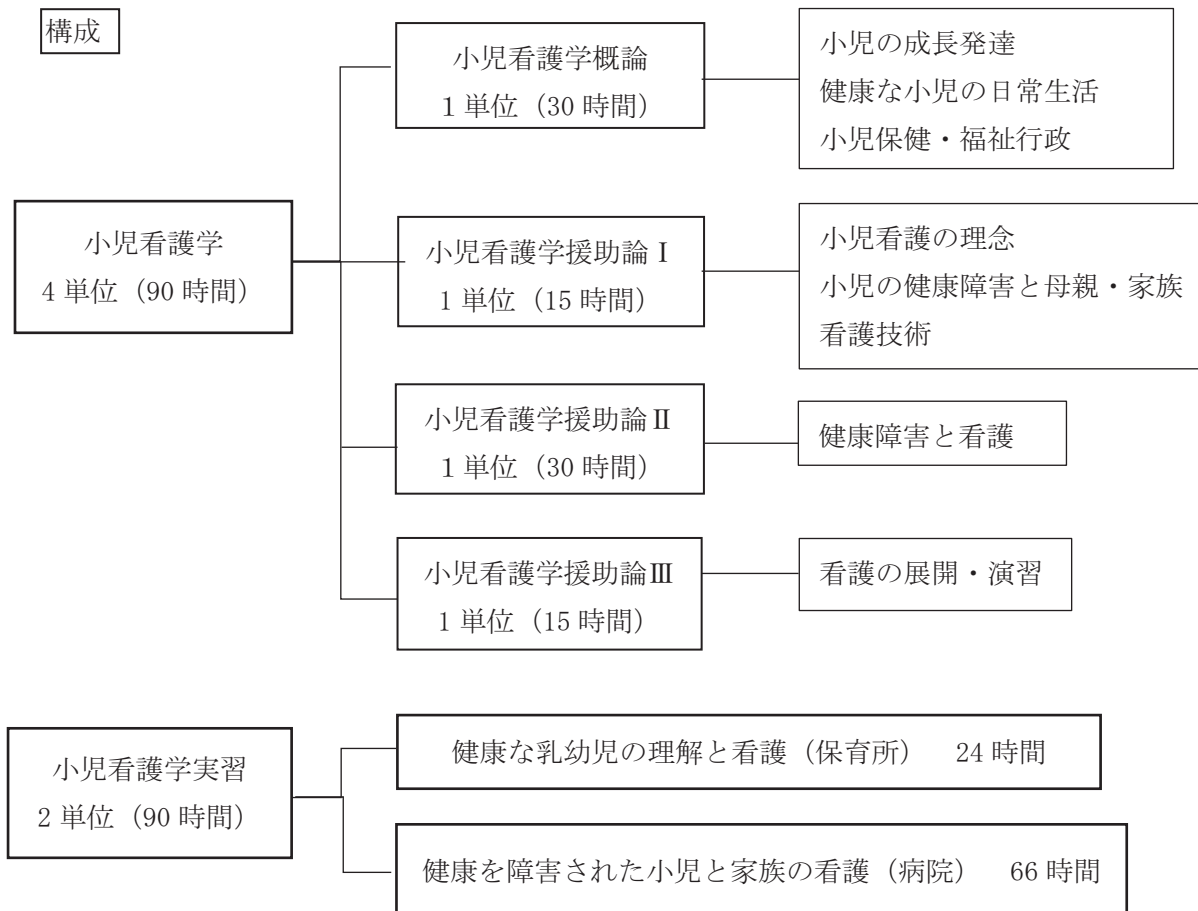 構成
小児看護学概論
1 単位（30 時間）
小児の成長発達
健康な小児の日常生活
小児保健・福祉行政
小児看護学
4 単位（90 時間）
小児看護学援助論Ⅰ
1 単位（15 時間）
小児看護の理念
小児の健康障害と母親・家族
看護技術
小児看護学援助論Ⅱ
1 単位（30 時間）
健康障害と看護
小児看護学援助論Ⅲ
1 単位（15 時間）
看護の展開・演習
小児看護学実習
2 単位（90 時間）
健康な乳幼児の理解と看護（保育所）　24 時間
健康を障害された小児と家族の看護（病院）　66 時間